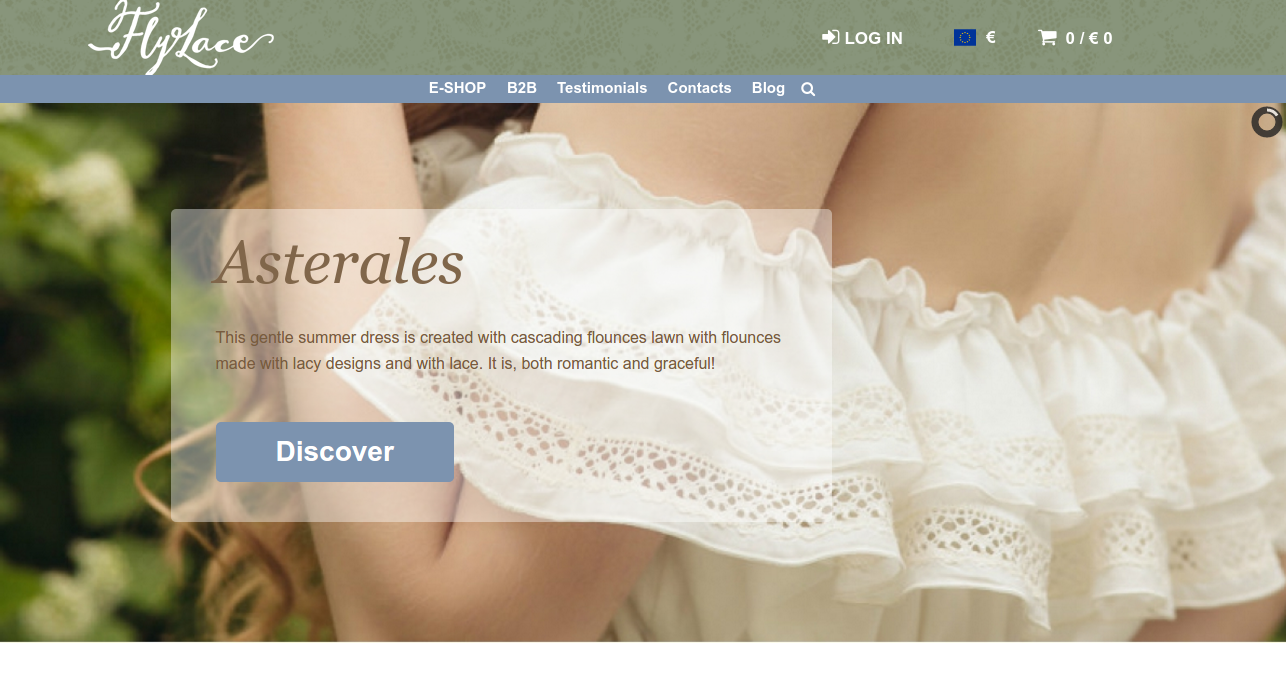 FlyLace
LOG IN
€
0 / € 0
E-SHOP
B2B
Testimonials
Contacts
Blog
Asterales
This gentle summer dress is created with cascading flounces lawn with flounces
made with lacy designs and with lace. It is, both romantic and graceful!
Discover